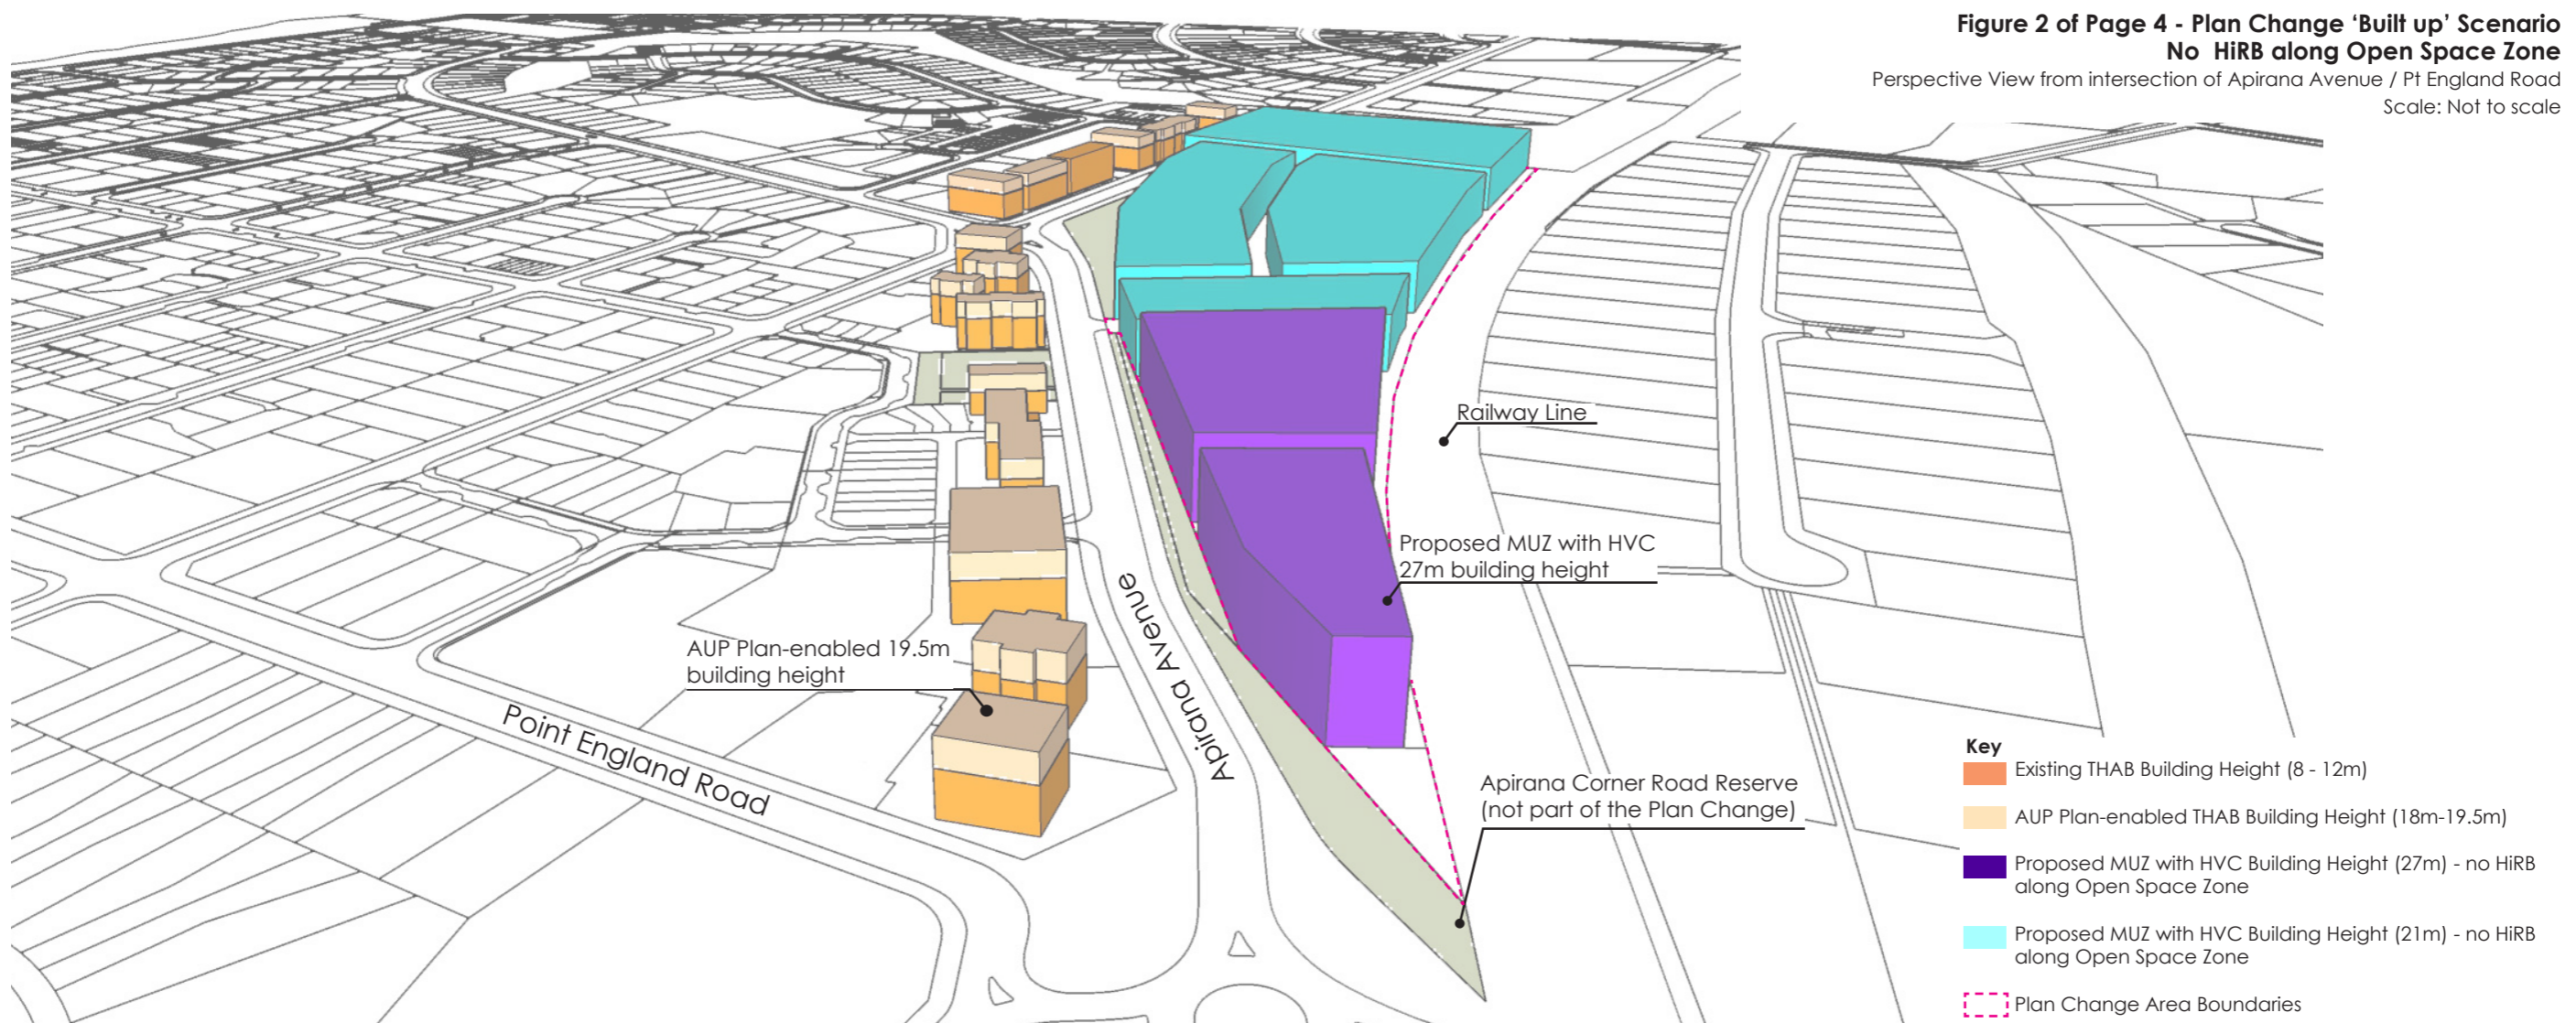 Figure 2 of Page 4 - Plan Change ‘Built up’ Scenario
No HiRB along Open Space Zone
Perspective View from intersection of Apirana Avenue / Pt England Road
Scale: Not to scale
Railway Line
Proposed MUZ with HVC
27m building height
AUP Plan-enabled 19.5m
building height
Apirana Avenue
Point England Road
Apirana Corner Road Reserve
(not part of the Plan Change)
Key
Existing THAB Building Height (8 - 12m)
AUP Plan-enabled THAB Building Height (18m-19.5m)
Proposed MUZ with HVC Building Height (27m) - no HiRB
along Open Space Zone
Proposed MUZ with HVC Building Height (21m) - no HiRB
along Open Space Zone
Plan Change Area Boundaries